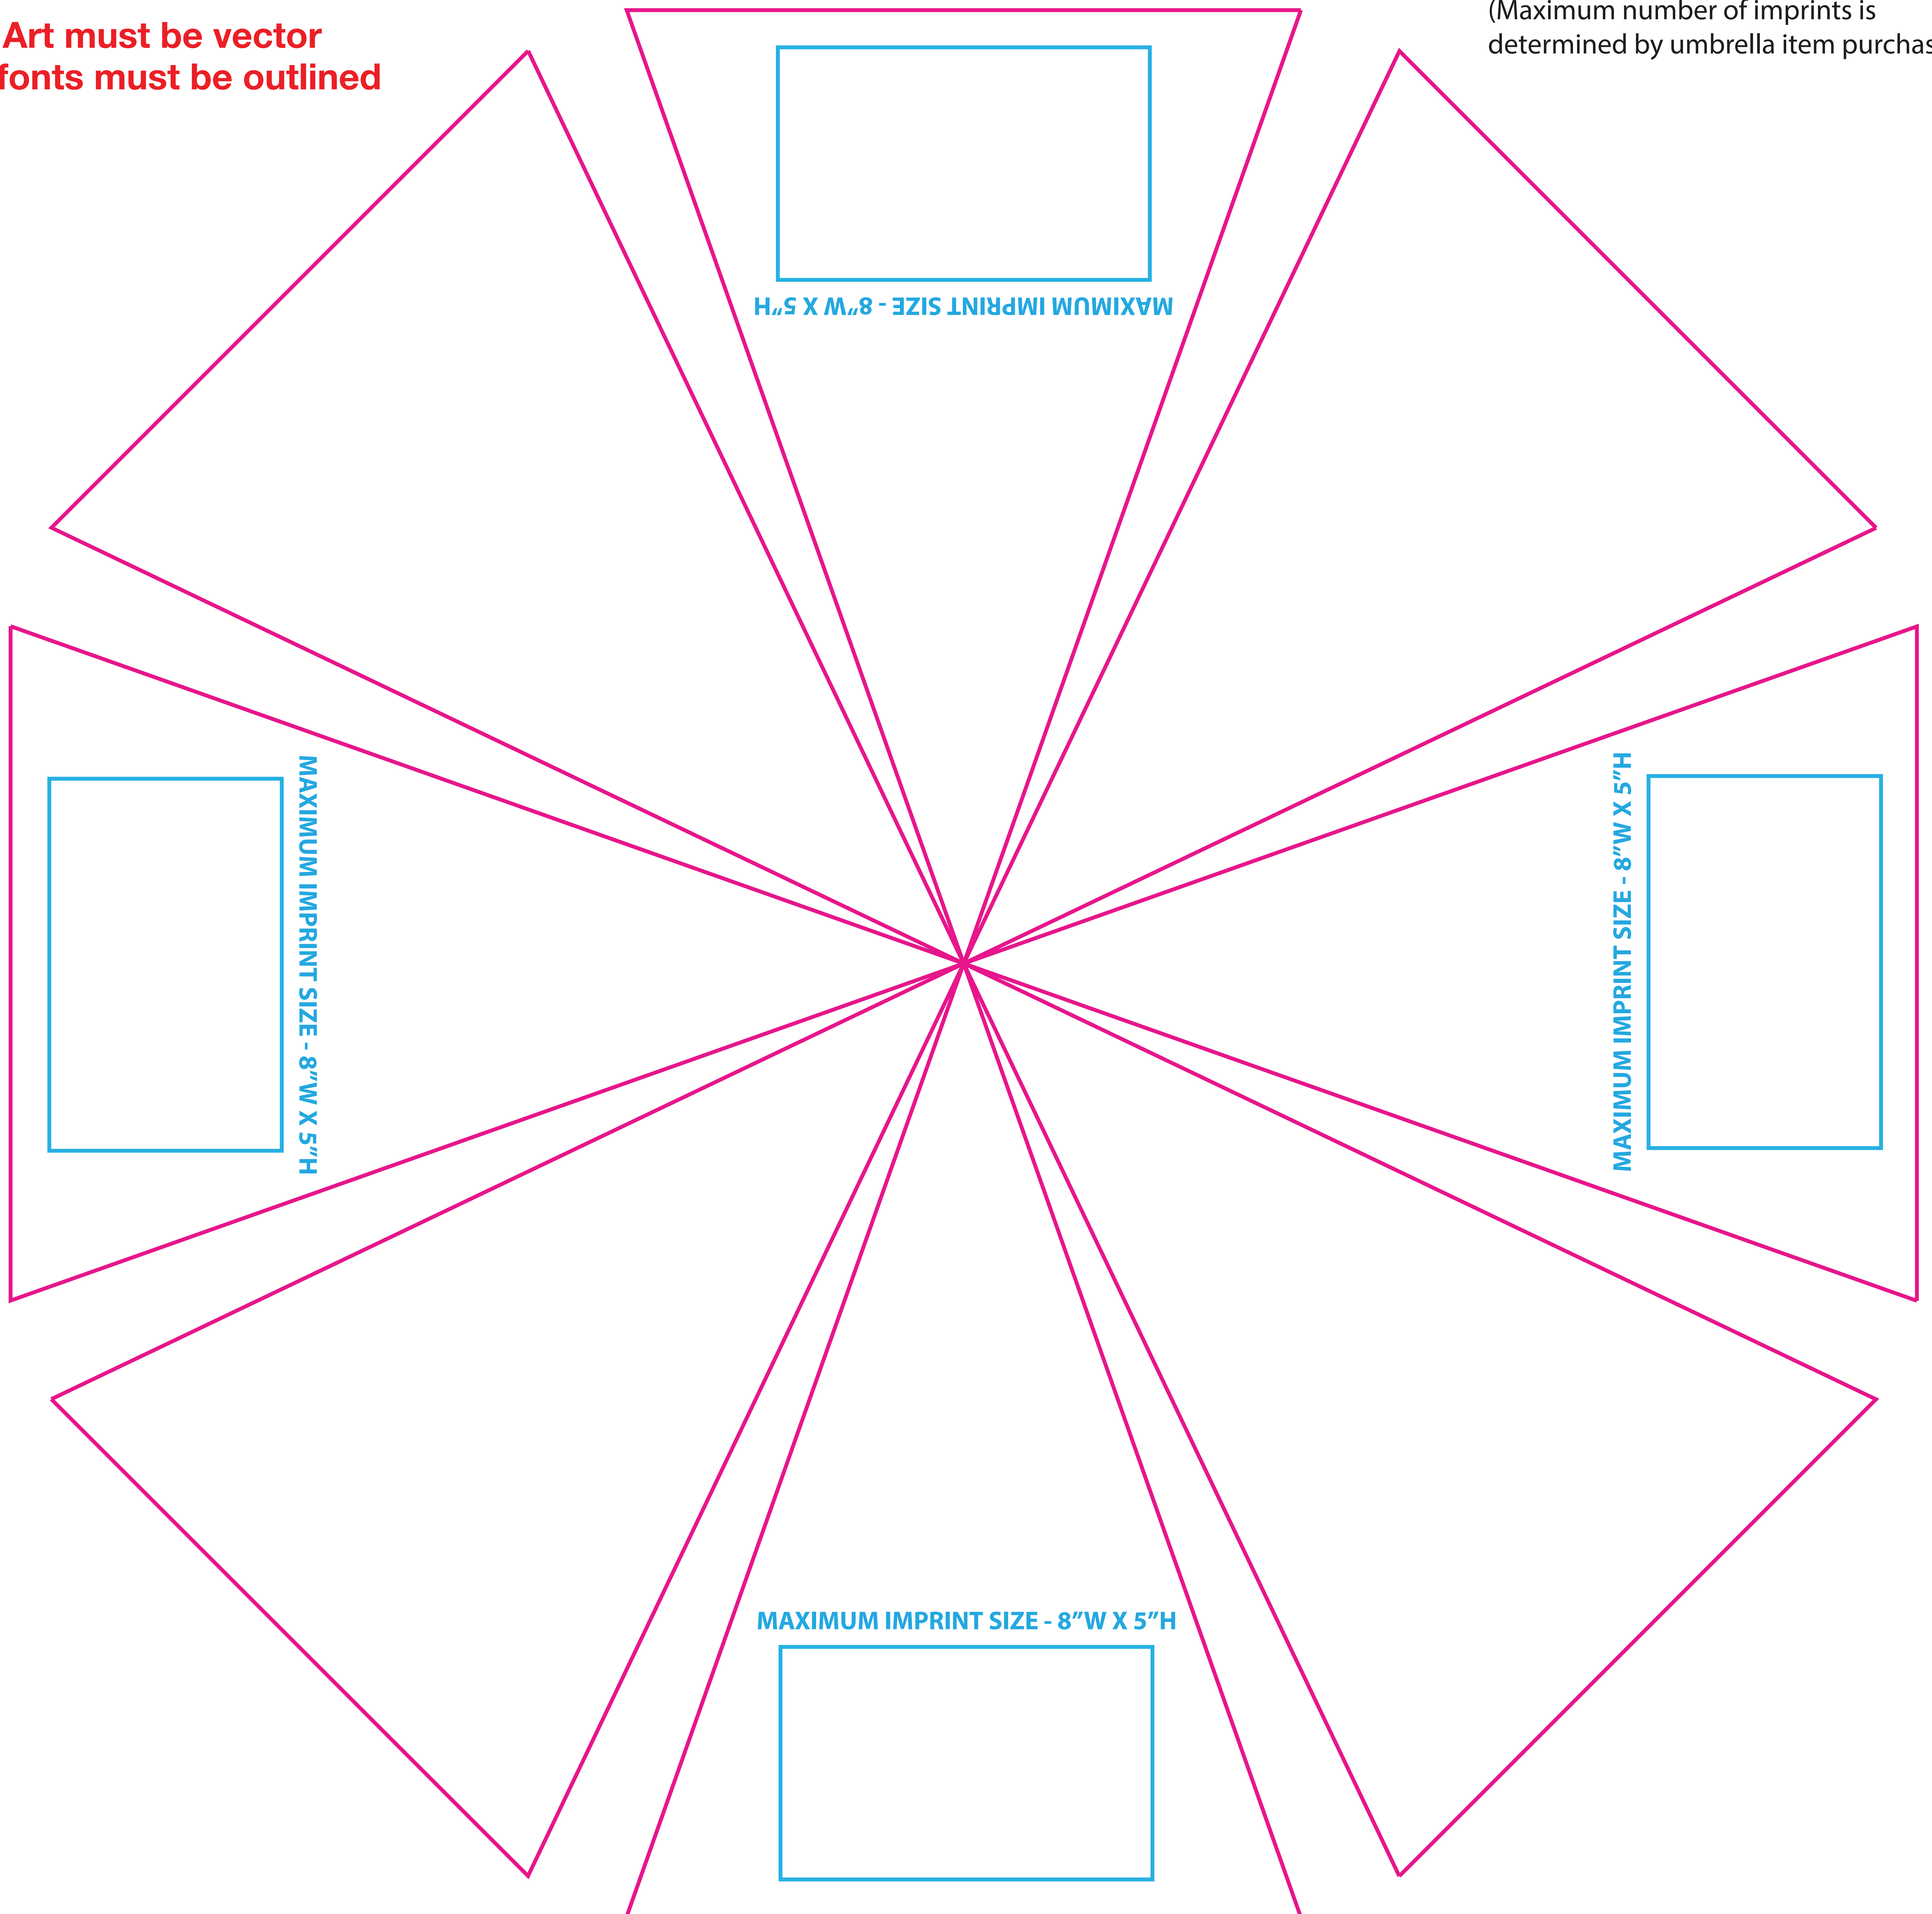 Art must be vector
fonts must be outlined
(Maximum number of imprints is
determined by umbrella item purchas
MAXIMUM IMPRINT SIZE - 8”W X 5”H
MAXIMUM IMPRINT SIZE - 8”W X 5”H
MAXIMUM IMPRINT SIZE - 8”W X 5”H
MAXIMUM IMPRINT SIZE - 8”W X 5”H